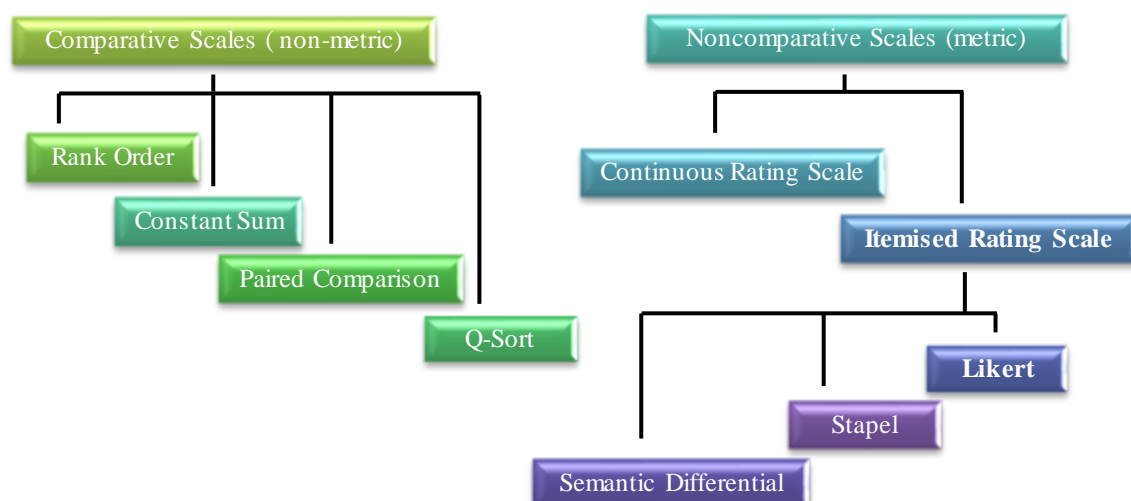 Comparative Scales ( non-metric)
Noncomparative Scales (metric)
Rank Order
Continuous Rating Scale
Constant Sum
Itemised Rating Scale
Paired Comparison
Q-Sort
Likert
Stapel
Semantic Differential